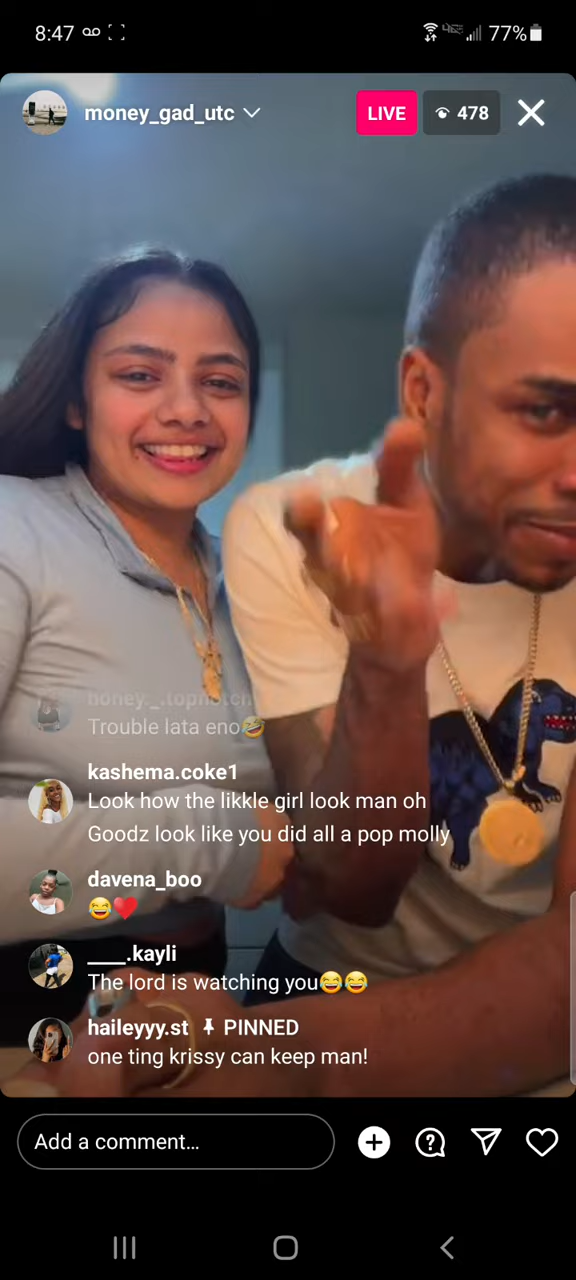 8:47
77%
money_gad_utc
LIVE
478
honey._.topnotch
Trouble lata eno🤣
kashema.coke1
Look how the likkle girl look man oh
Goodz look like you did all a pop molly
davena_boo
😂❤️
____.kayli
The lord is watching you😂😂
haileyyy.st PINNED
one ting krissy can keep man!
Add a comment...